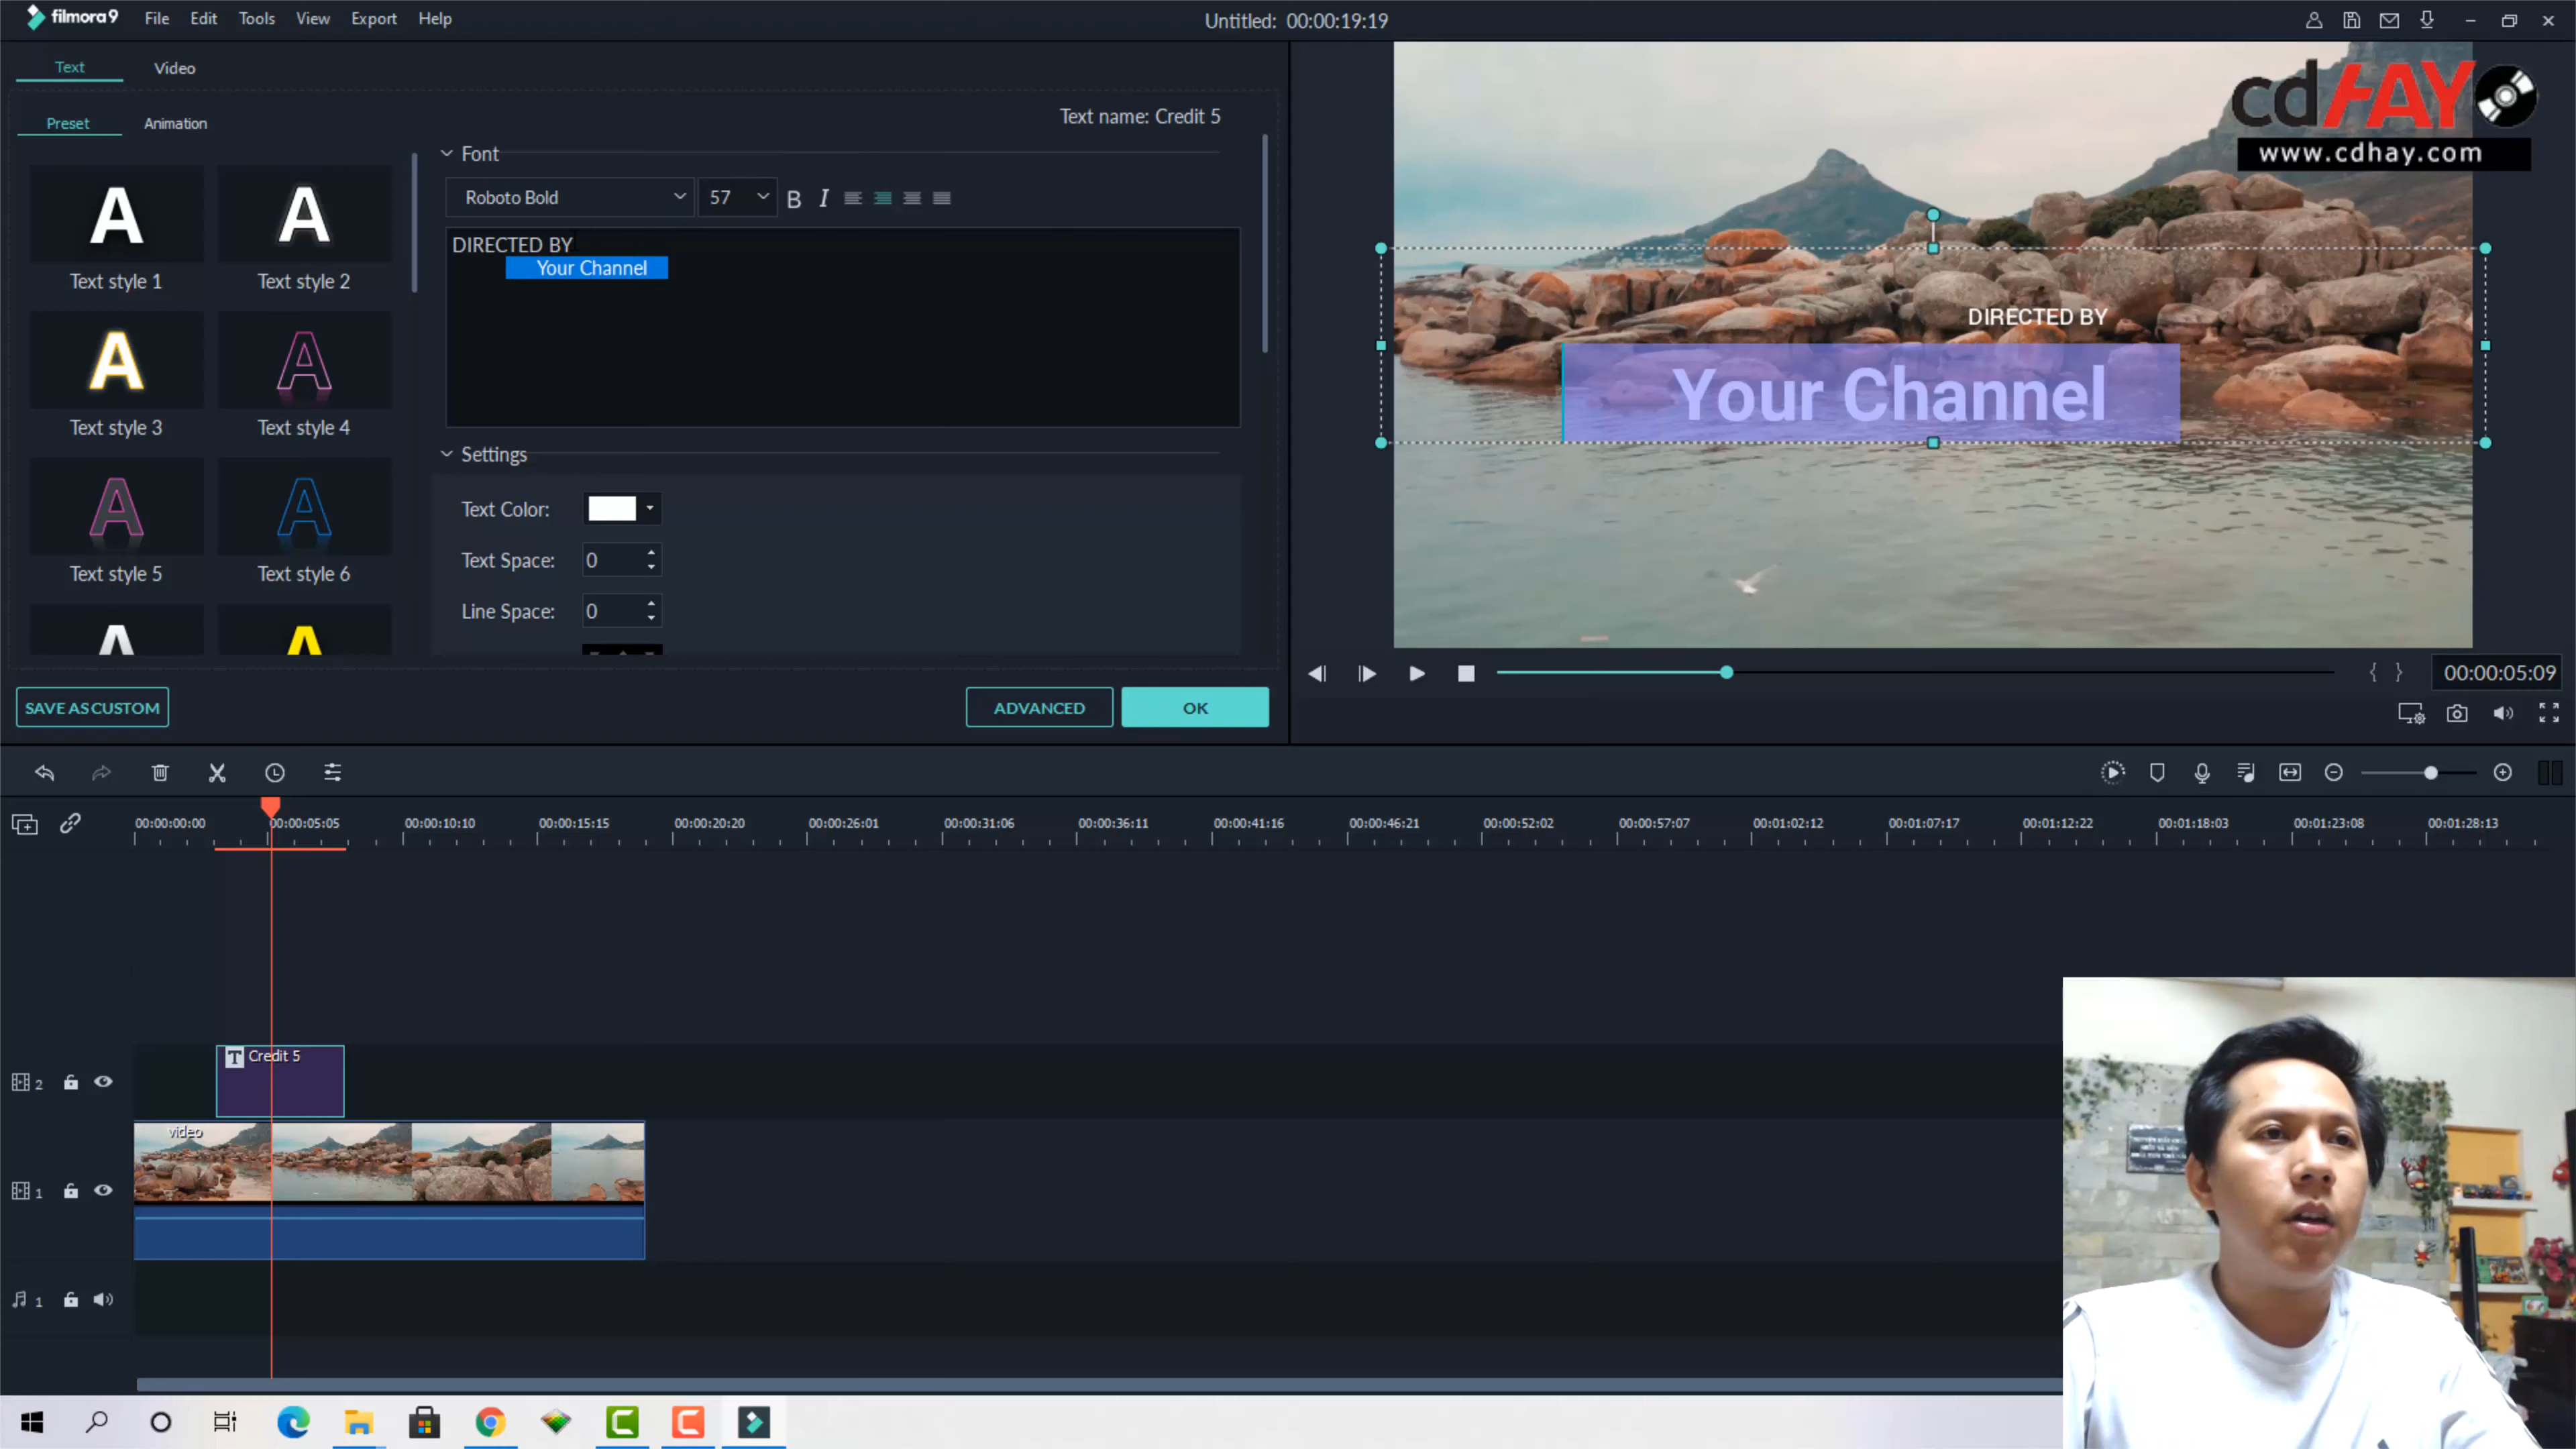 filmora9 File Edit Tools View Export Help
Untitled: 00:00:19:19
Text Video
Preset Animation
Text name: Credit 5
Font
Roboto Bold 57 B I
DIRECTED BY
Your Channel
A A
Text style 1 Text style 2
A A
Text style 3 Text style 4
A A
Text style 5 Text style 6
A A
Settings
Text Color:
Text Space: 0
Line Space: 0
SAVE AS CUSTOM ADVANCED OK
cdHAY
www.cdhay.com
DIRECTED BY
Your Channel
{ } 00:00:05:09
00:00:00:00 00:00:05:05 00:00:10:10 00:00:15:15 00:00:20:20 00:00:26:01 00:00:31:06 00:00:36:11 00:00:41:16 00:00:46:21 00:00:52:02 00:00:57:07 00:01:02:12 00:01:07:17 00:01:12:22 00:01:18:03 00:01:23:08 00:01:28:13
2 T Credit 5
video
1
1